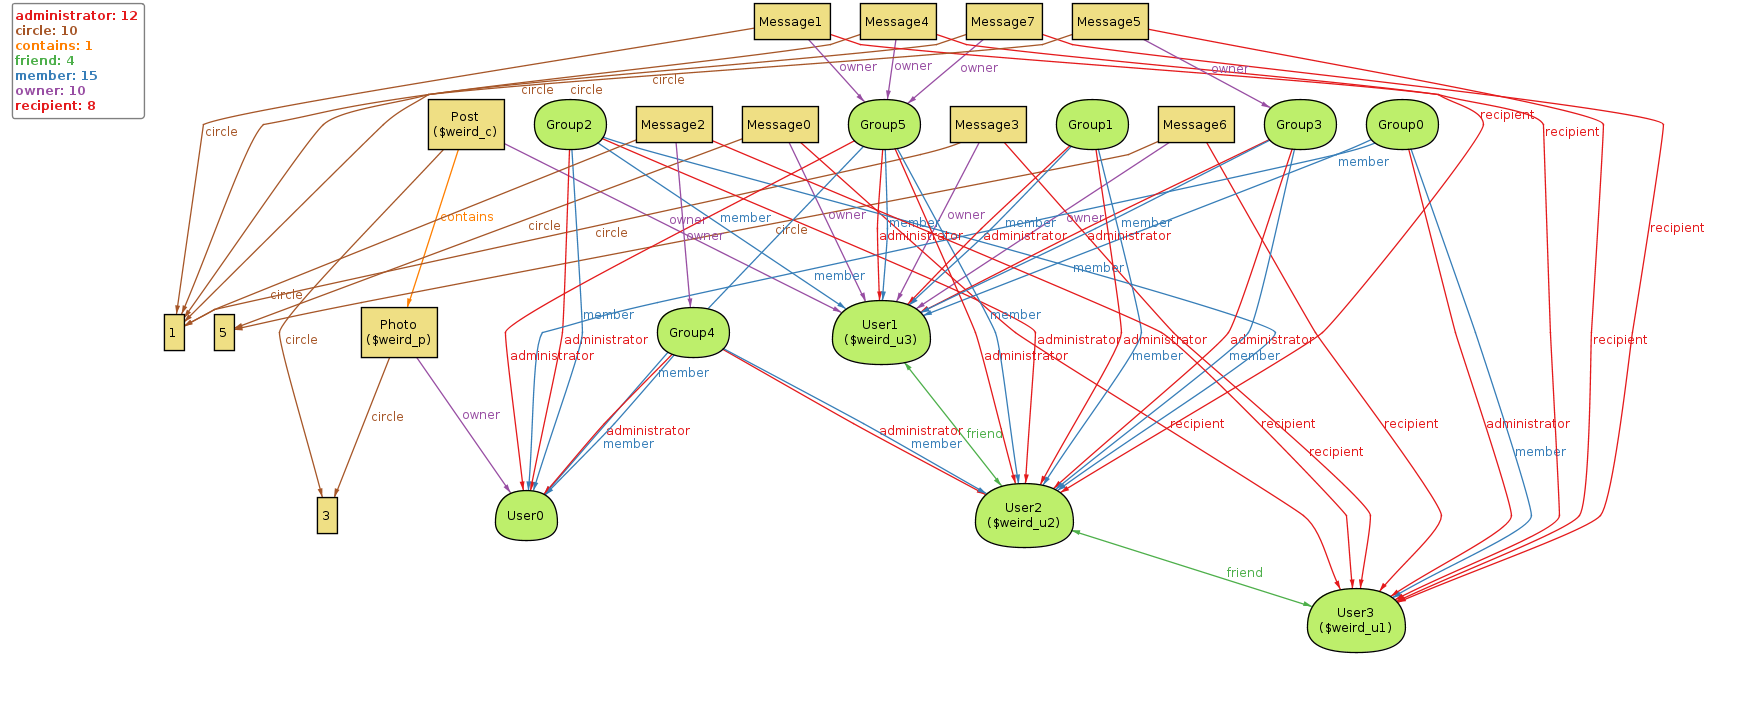 administrator: 12
circle: 10
contains: 1
friend: 4
member: 15
owner: 10
recipient: 8
Message1
Message4
Message7
Message5
owner
owner
owner
owner
circle
circle
circle
circle
Post
($weird_c)
Group2
Message2
Message0
Group5
Message3
Group1
Message6
Group3
Group0
recipient
recipient
member
contains
owner
owner
member
circle
circle
circle
owner
member
administrator
owner
member
administrator
owner
member
administrator
recipient
member
member
circle
1
5
Photo
($weird_p)
member
Group4
User1
($weird_u3)
member
circle
administrator
administrator
member
administrator
administrator
administrator
member
administrator
member
recipient
circle
owner
administrator
member
administrator
member
friend
recipient
recipient
recipient
recipient
administrator
member
3
User0
User2
($weird_u2)
friend
User3
($weird_u1)